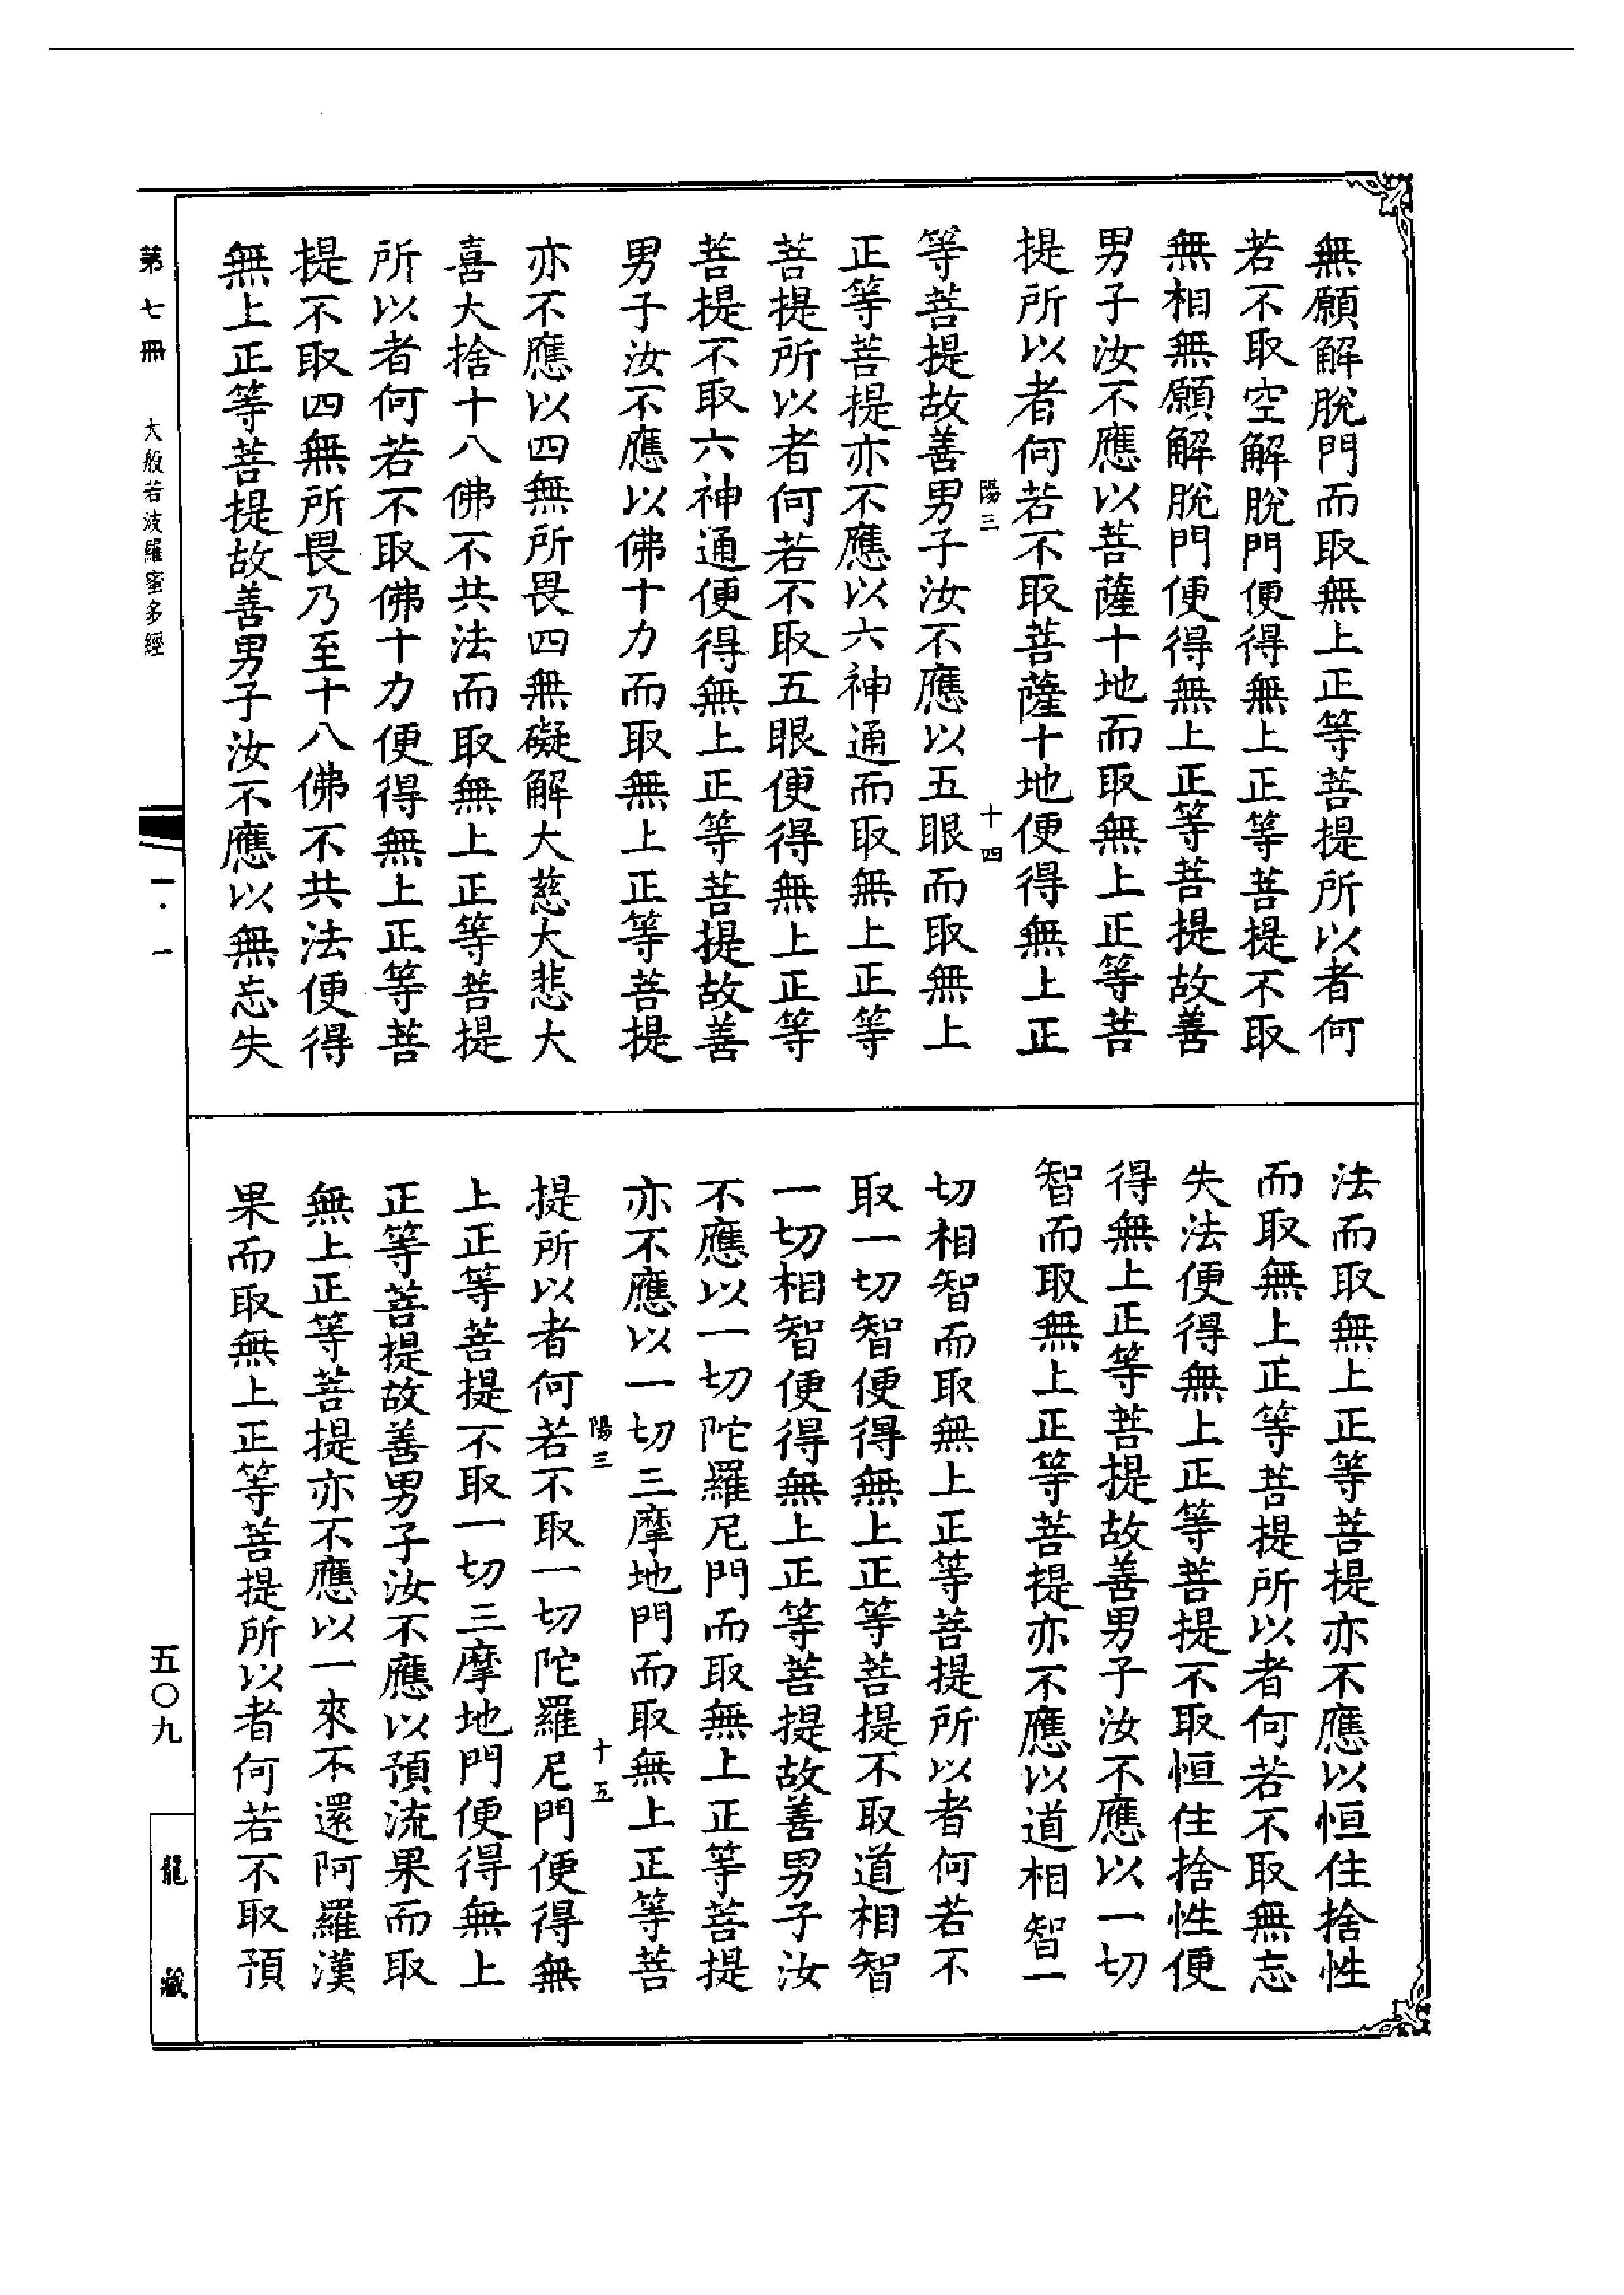 無願解脫門而取無上正等菩提所以者何
若不取空解脫門便得無上正等菩提不取
無相無願解脫門便得無上正等菩提故善
男子汝不應以菩薩十地而取無上正等菩
提所以者何若不取菩薩十地便得無上正
陽三 十四
等菩提故善男子汝不應以五眼而取無上
正等菩提亦不應以六神通而取無上正等
菩提所以者何若不取五眼便得無上正等
菩提不取六神通便得無上正等菩提故善
男子汝不應以佛十力而取無上正等菩提
亦不應以四無所畏四無礙解大慈大悲大
喜大捨十八佛不共法而取無上正等菩提
所以者何若不取佛十力便得無上正等菩
提不取四無所畏乃至十八佛不共法便得
無上正等菩提故善男子汝不應以無忘失
法而取無上正等菩提亦不應以恒住捨性
而取無上正等菩提所以者何若不取無忘
失法便得無上正等菩提不取恒住捨性便
得無上正等菩提故善男子汝不應以一切
智而取無上正等菩提亦不應以道相智一
切相智而取無上正等菩提所以者何若不
取一切智便得無上正等菩提不取道相智
一切相智便得無上正等菩提故善男子汝
不應以一切陀羅尼門而取無上正等菩提
亦不應以一切三摩地門而取無上正等菩
陽三 十五
提所以者何若不取一切陀羅尼門便得無
上正等菩提不取一切三摩地門便得無上
正等菩提故善男子汝不應以預流果而取
無上正等菩提亦不應以一來不還阿羅漢
果而取無上正等菩提所以者何若不取預
第七冊 大般若波羅蜜多經 一·一 五〇九 龍藏